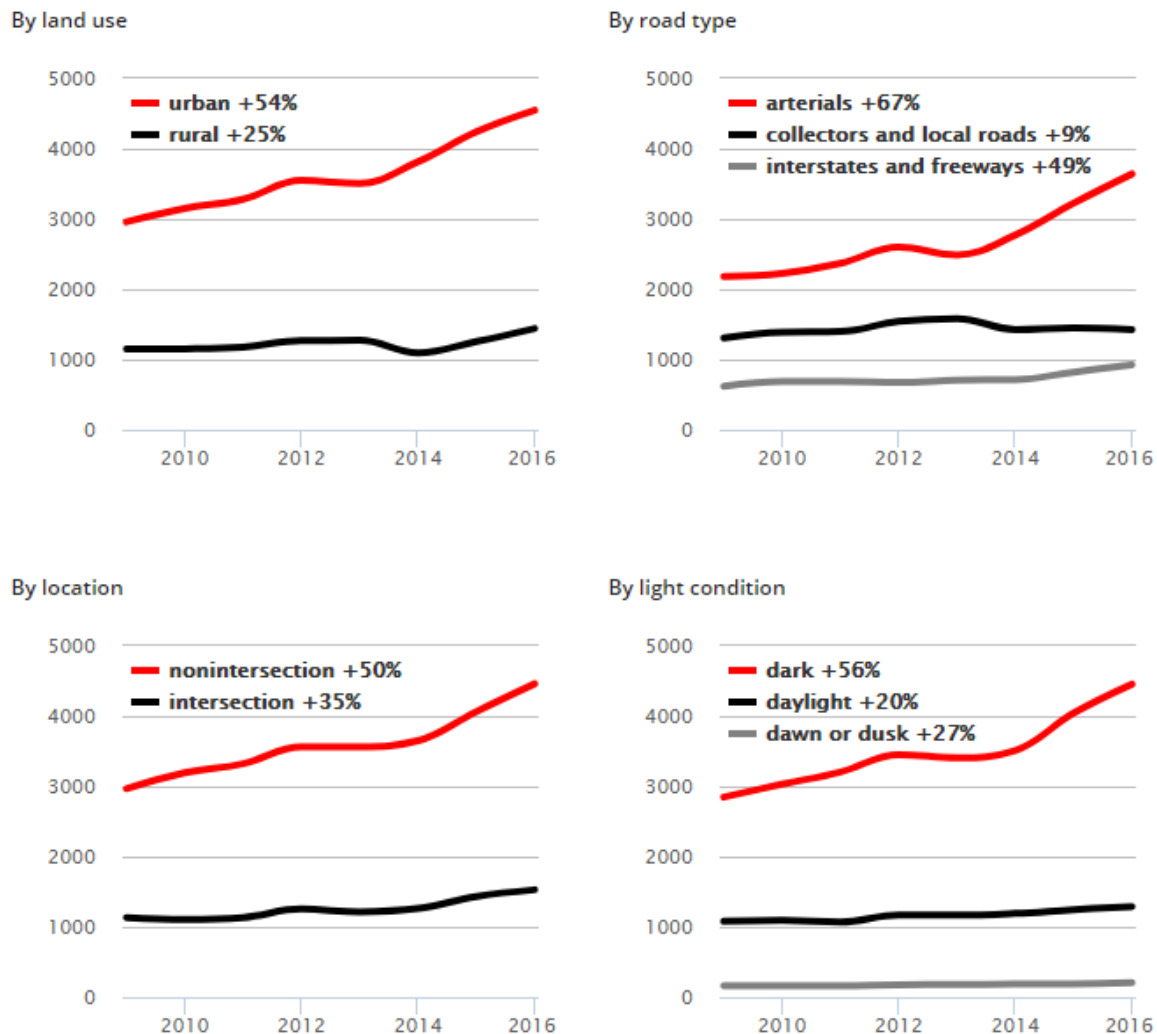 By land use
5000
4000
3000
2000
1000
0
urban +54%
rural +25%
2010 2012 2014 2016
By road type
5000
4000
3000
2000
1000
0
arterials +67%
collectors and local roads +9%
interstates and freeways +49%
2010 2012 2014 2016
By location
5000
4000
3000
2000
1000
0
nonintersection +50%
intersection +35%
2010 2012 2014 2016
By light condition
5000
4000
3000
2000
1000
0
dark +56%
daylight +20%
dawn or dusk +27%
2010 2012 2014 2016